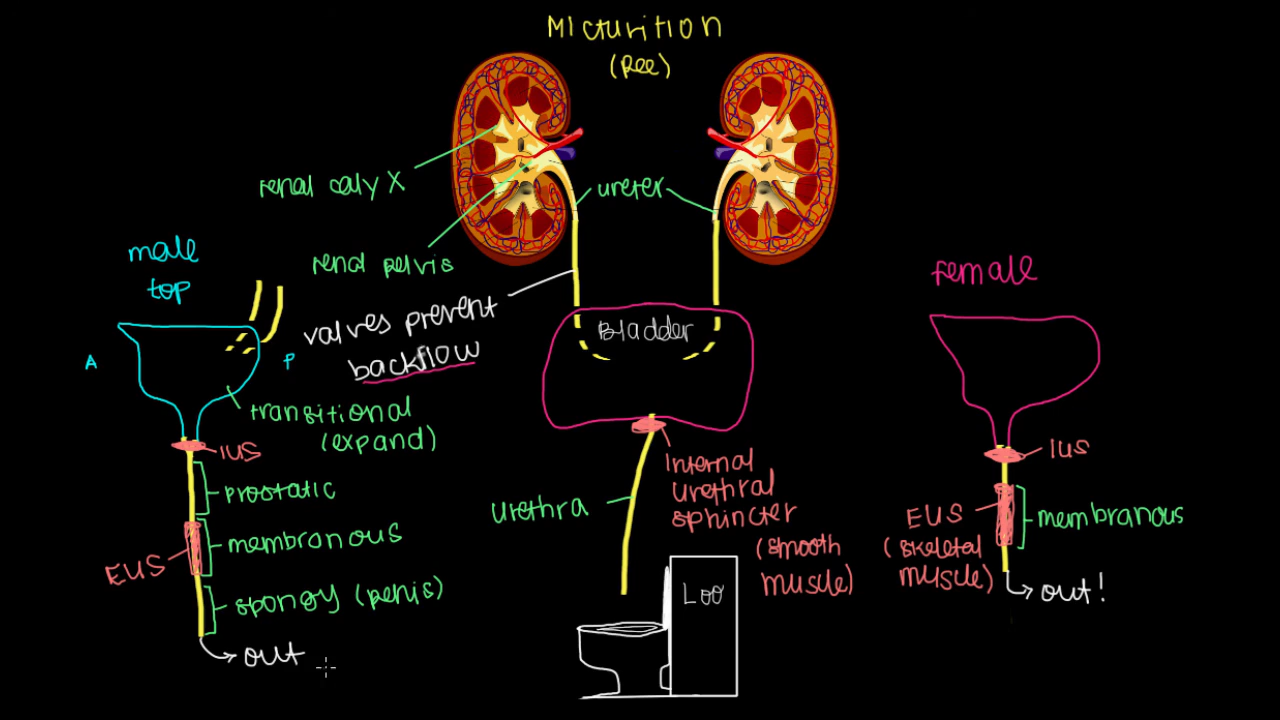 Micturition
(Pee)
renal calyx
ureter
renal pelvis
male
top
valves prevent
backflow
Bladder
female
A
P
transitional
(expand)
IUS
prostatic
membranous
EUS
spongy (penis)
out
urethra
Internal
urethral
sphincter
(smooth
muscle)
Loo
IUS
EUS
(skeletal
muscle)
membranous
out!